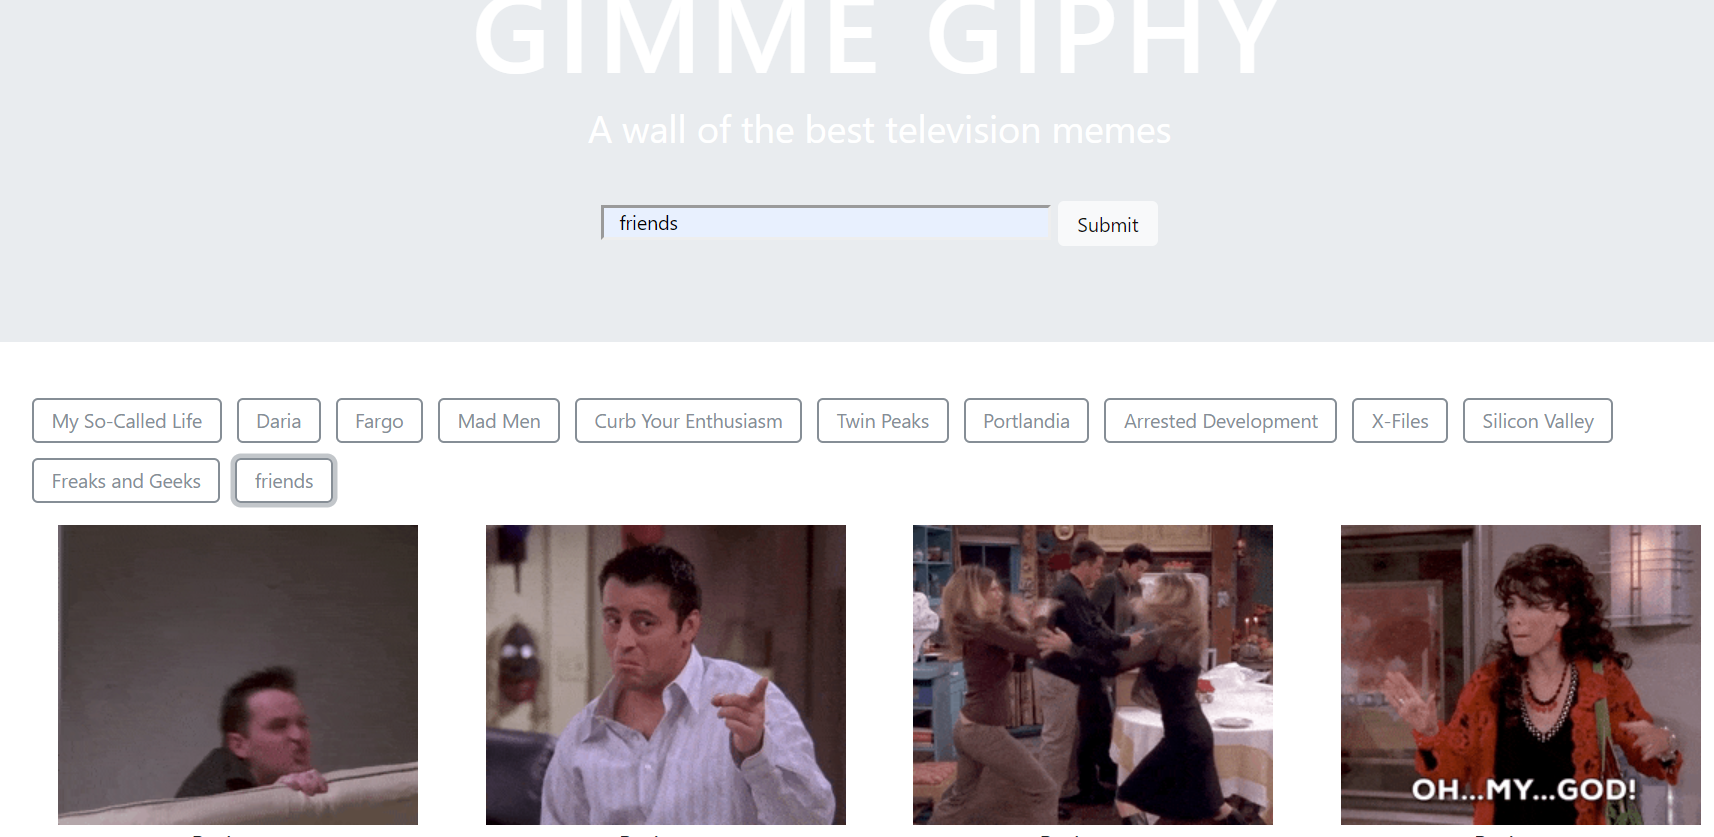 GIMME GIPHY
A wall of the best television memes
friends Submit
My So-Called Life Daria Fargo Mad Men Curb Your Enthusiasm Twin Peaks Portlandia Arrested Development X-Files Silicon Valley
Freaks and Geeks friends
OH...MY...GOD!